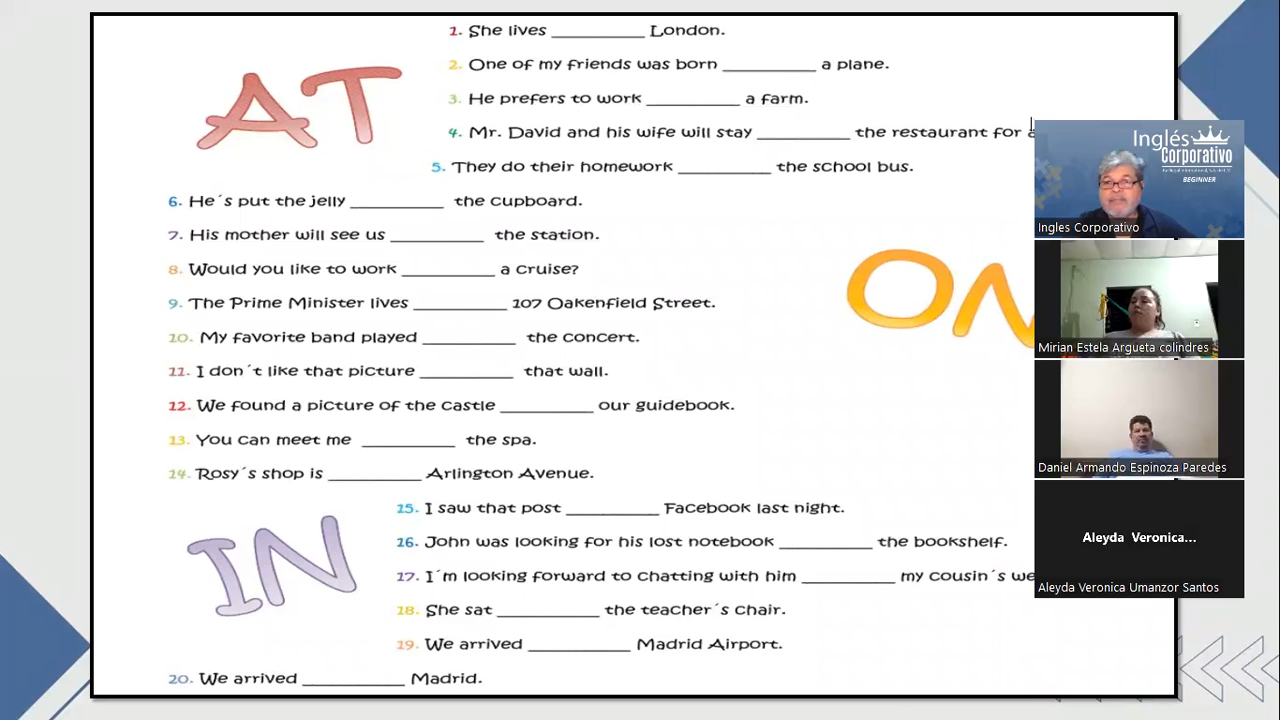 AT
1. She lives __________ London.
2. One of my friends was born __________ a plane.
3. He prefers to work __________ a farm.
4. Mr. David and his wife will stay __________ the restaurant for
5. They do their homework __________ the school bus.
6. He´s put the jelly __________ the cupboard.
7. His mother will see us __________ the station.
8. Would you like to work __________ a cruise?
9. The Prime Minister lives __________ 107 Oakenfield Street.
10. My favorite band played __________ the concert.
11. I don´t like that picture __________ that wall.
12. We found a picture of the castle __________ our guidebook.
13. You can meet me __________ the spa.
14. Rosy´s shop is __________ Arlington Avenue.
ON
IN
15. I saw that post __________ Facebook last night.
16. John was looking for his lost notebook __________ the bookshelf.
17. I´m looking forward to chatting with him __________ my cousin´s we
18. She sat ___________ the teacher´s chair.
19. We arrived ___________ Madrid Airport.
20. We arrived ___________ Madrid.
Inglés
Corporativo
BEGINNER
Ingles Corporativo
Mirian Estela Argueta colindres
Daniel Armando Espinoza Paredes
Aleyda Veronica...
Aleyda Veronica Umanzor Santos